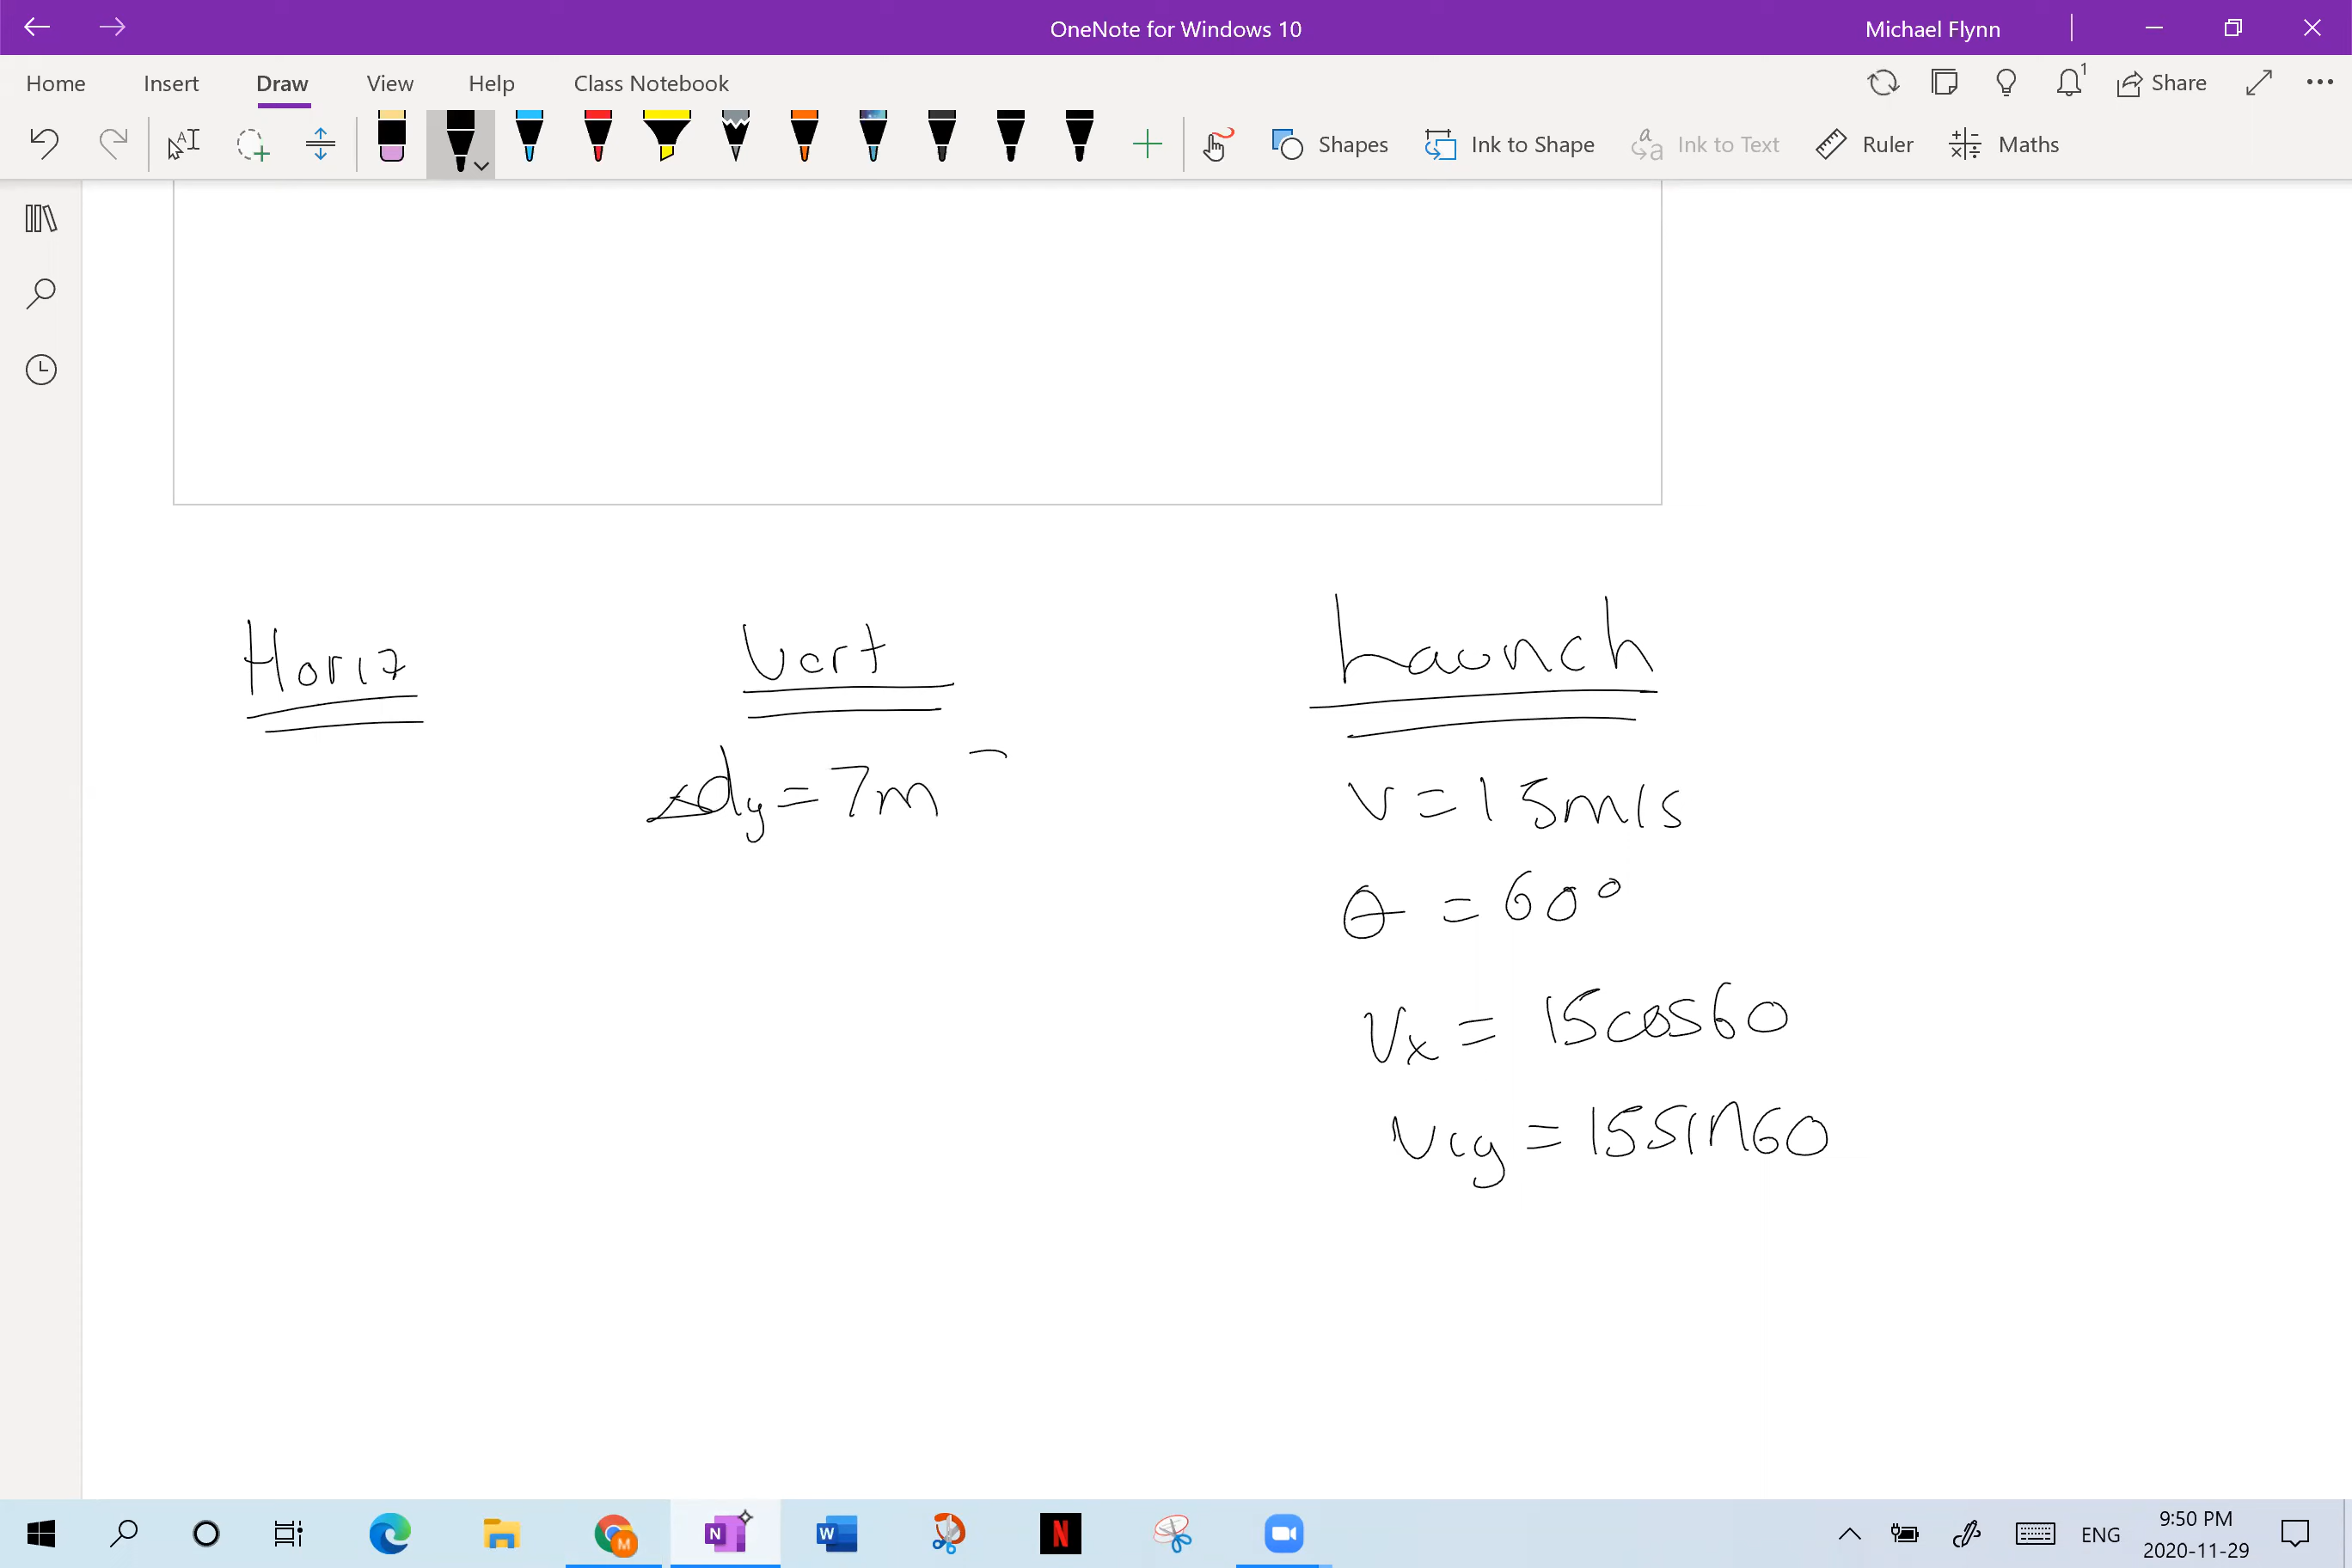 OneNote for Windows 10
Michael Flynn
Home Insert Draw View Help Class Notebook
1
Share
Shapes Ink to Shape Ink to Text Ruler Maths
Horiz Vert Launch
Δdy = 7m
v = 15m/s
θ = 60°
Vx = 15cos60
Viy = 15sin60
ENG
9:50 PM
2020-11-29